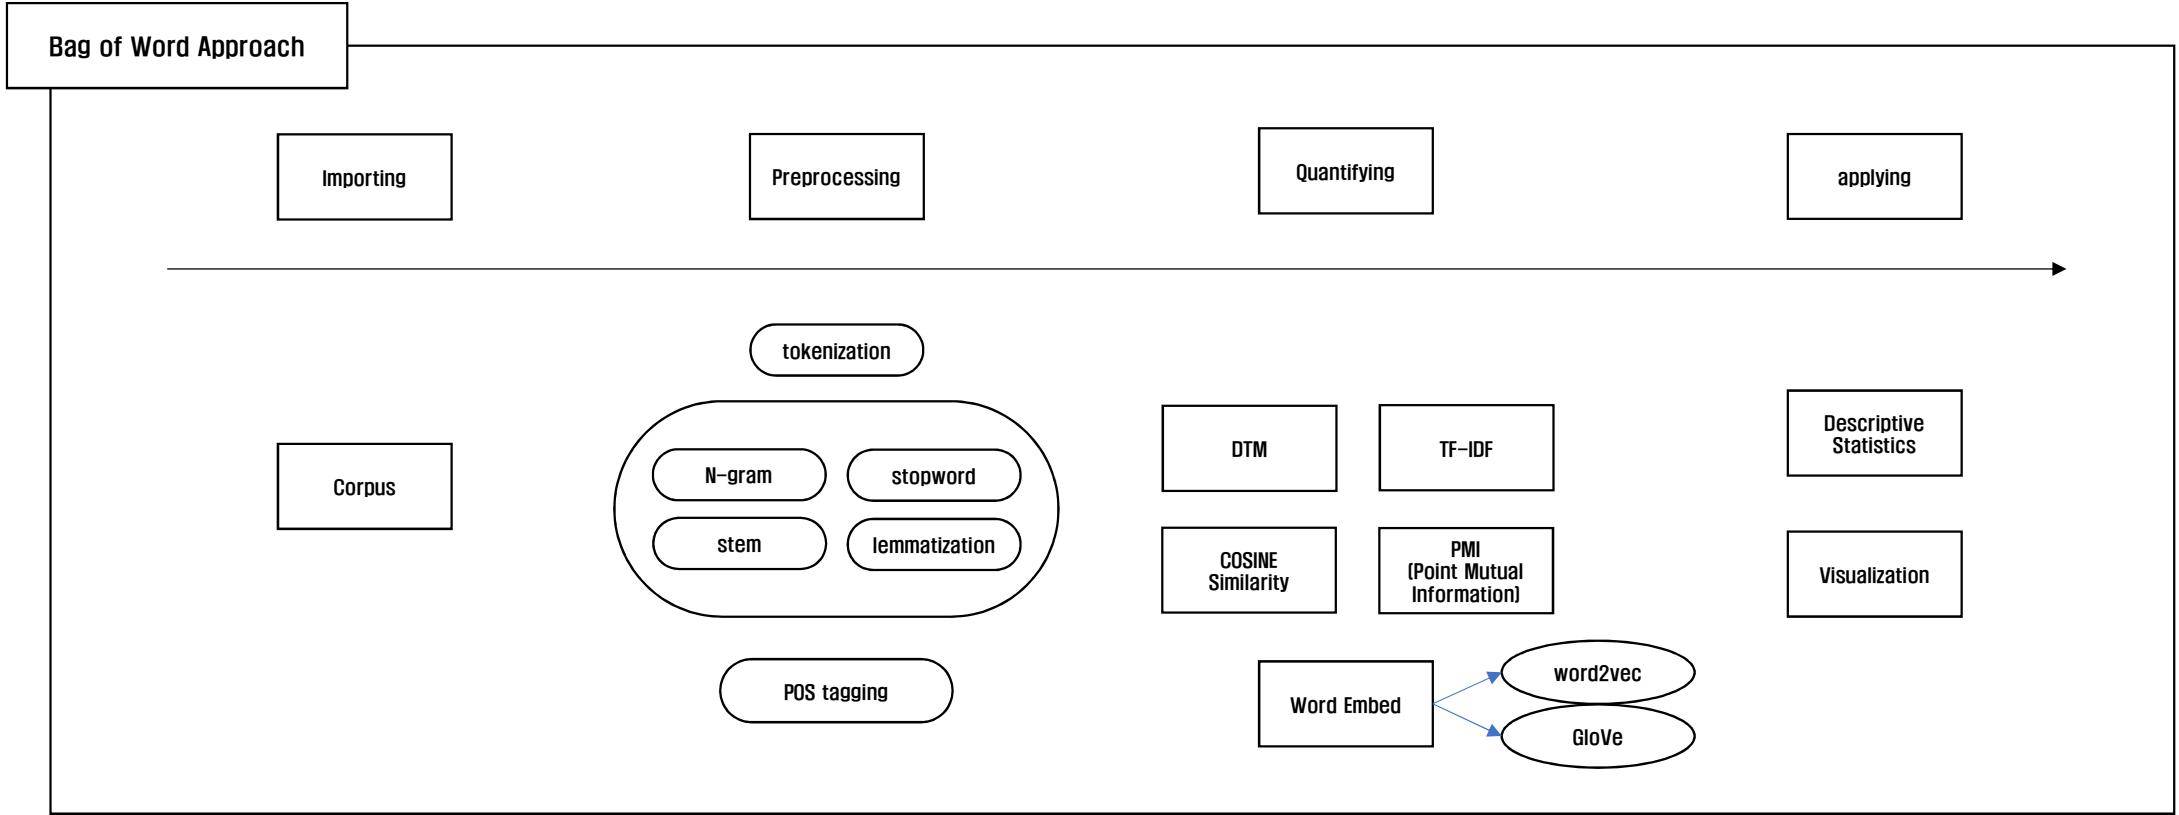 Bag of Word Approach
Importing
Preprocessing
Quantifying
applying
tokenization
N-gram
stopword
stem
lemmatization
POS tagging
Corpus
DTM
TF-IDF
COSINE
Similarity
PMI
(Point Mutual
Information)
Word Embed
word2vec
GloVe
Descriptive
Statistics
Visualization